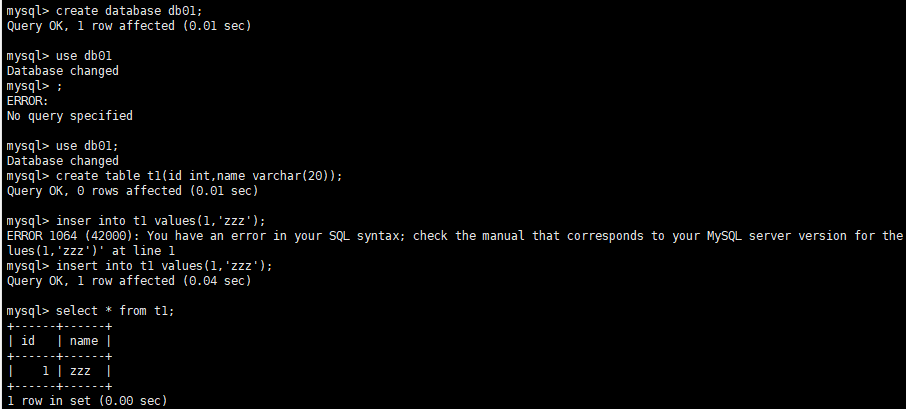 mysql> create database db01;
Query OK, 1 row affected (0.01 sec)
mysql> use db01
Database changed
mysql> ;
ERROR:
No query specified
mysql> use db01;
Database changed
mysql> create table t1(id int,name varchar(20));
Query OK, 0 rows affected (0.01 sec)
mysql> inser into t1 values(1,'zzz');
ERROR 1064 (42000): You have an error in your SQL syntax; check the manual that corresponds to your MySQL server version for the
lues(1,'zzz')' at line 1
mysql> insert into t1 values(1,'zzz');
Query OK, 1 row affected (0.04 sec)
mysql> select * from t1;
+------+------+
| id   | name |
+------+------+
|    1 | zzz  |
+------+------+
1 row in set (0.00 sec)